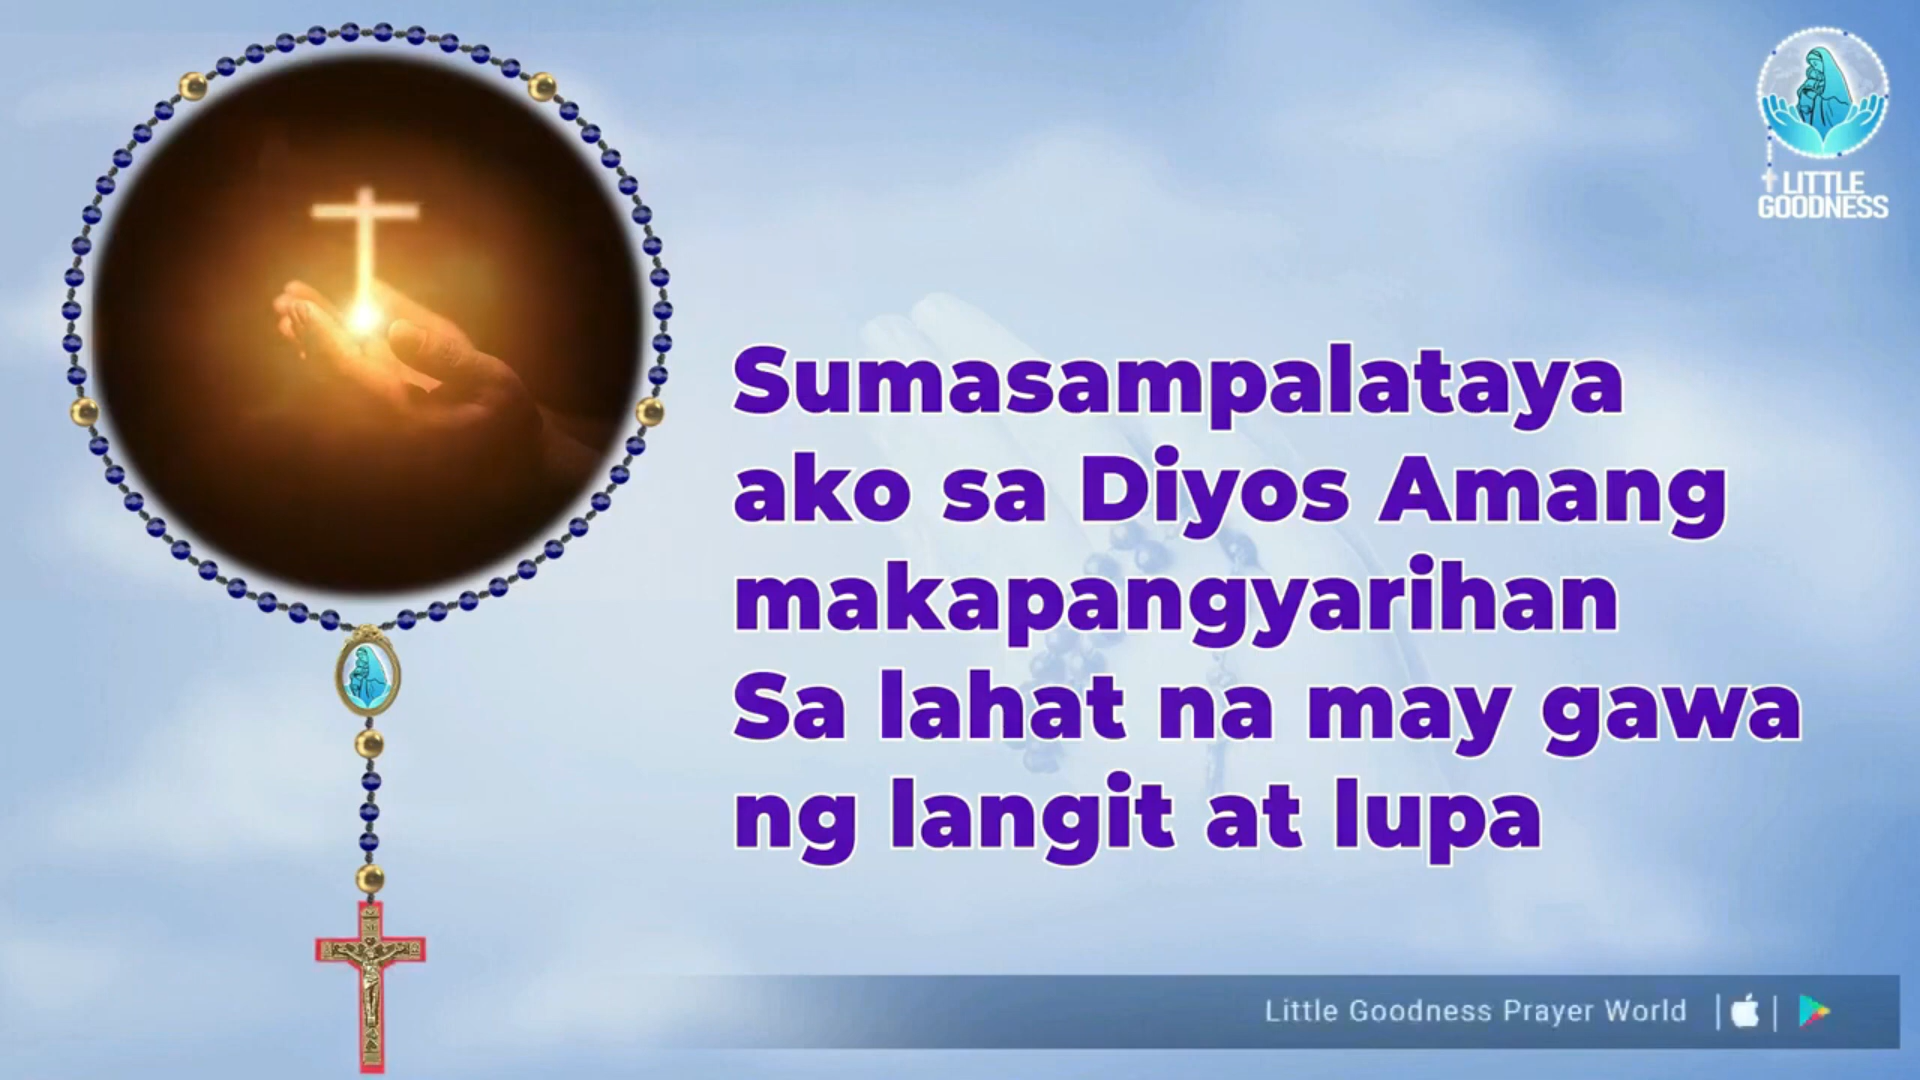 LITTLE
GOODNESS
Sumasampalataya
ako sa Diyos Amang
makapangyarihan
Sa lahat na may gawa
ng langit at lupa
Little Goodness Prayer World